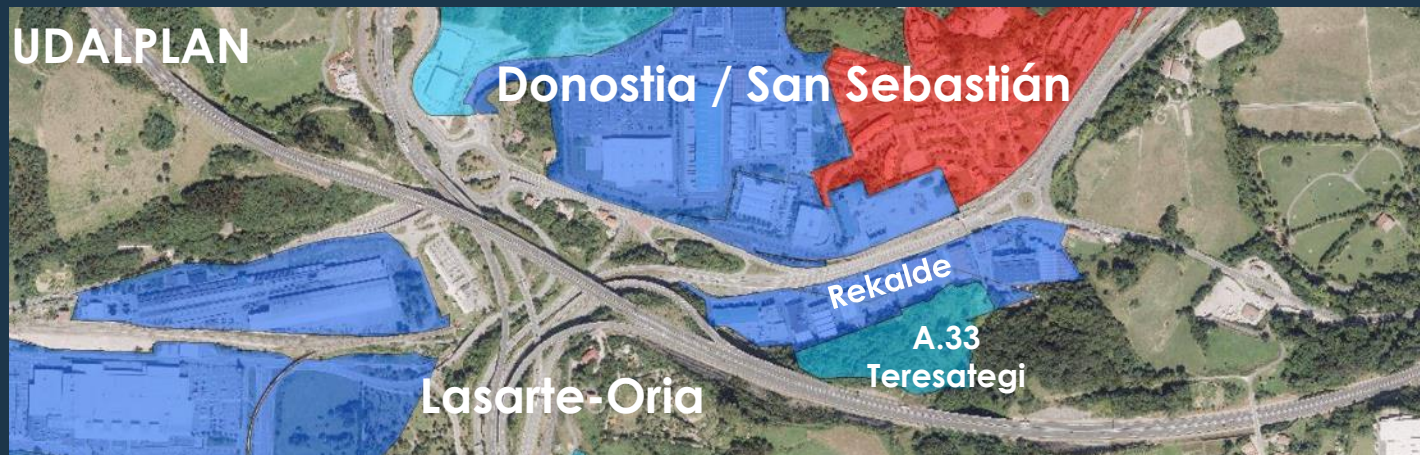 UDALPLAN
Donostia / San Sebastián
Rekalde
A.33
Teresategi
Lasarte-Oria